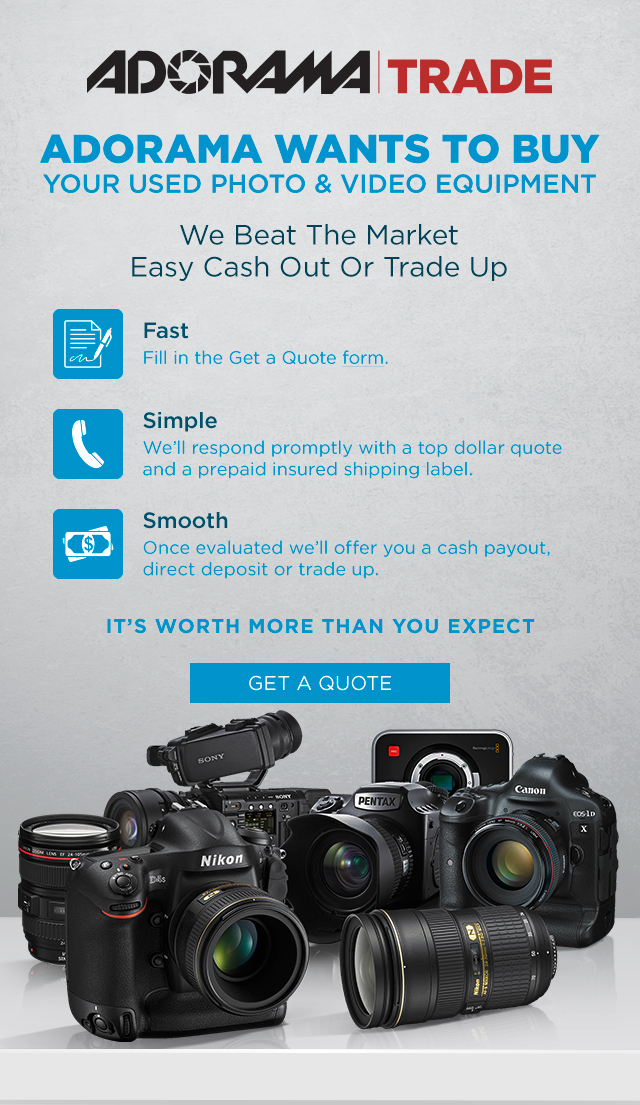 ADORAMA TRADE
ADORAMA WANTS TO BUY
YOUR USED PHOTO & VIDEO EQUIPMENT
We Beat The Market
Easy Cash Out Or Trade Up
Fast
Fill in the Get a Quote form.
Simple
We'll respond promptly with a top dollar quote
and a prepaid insured shipping label.
Smooth
Once evaluated we'll offer you a cash payout,
direct deposit or trade up.
IT'S WORTH MORE THAN YOU EXPECT
GET A QUOTE
SONY
SONY
PENTAX
Canon
EOS-1D
X
Nikon
D4s
Nikon